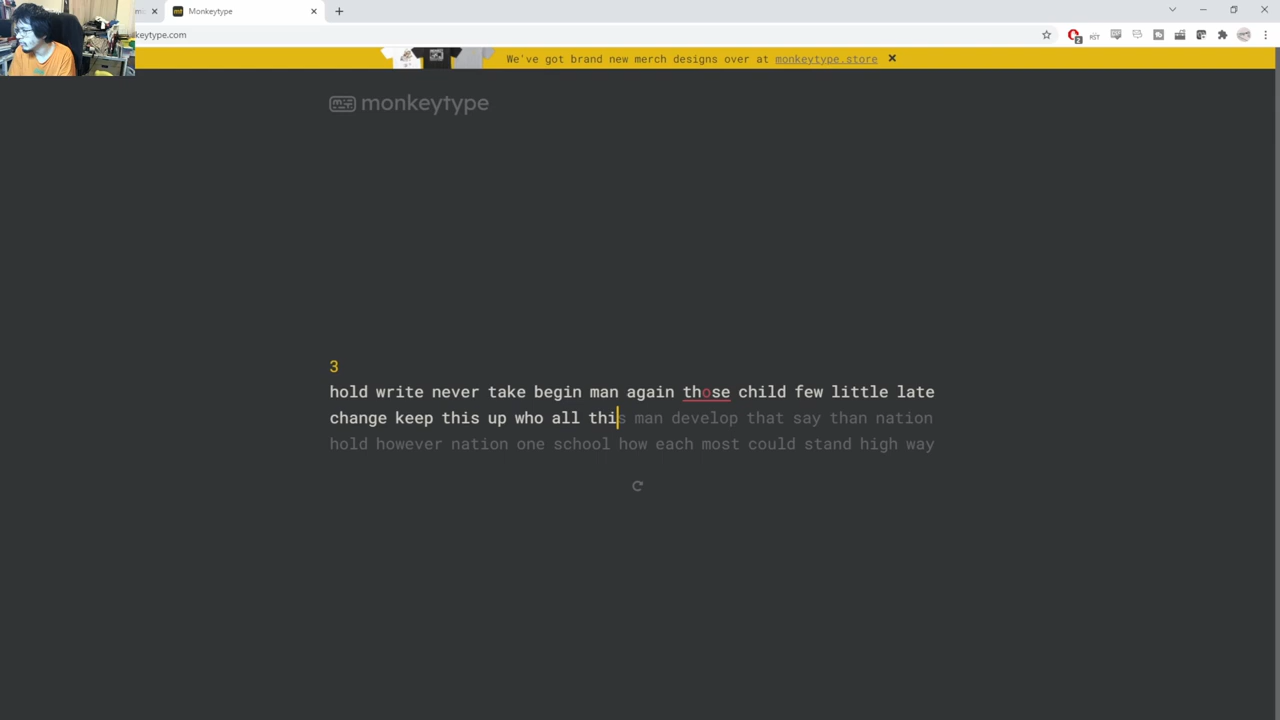 Monkeytype
keytype.com
We've got brand new merch designs over at monkeytype.store
monkeytype
3
hold write never take begin man again those child few little late
change keep this up who all this man develop that say than nation
hold however nation one school how each most could stand high way